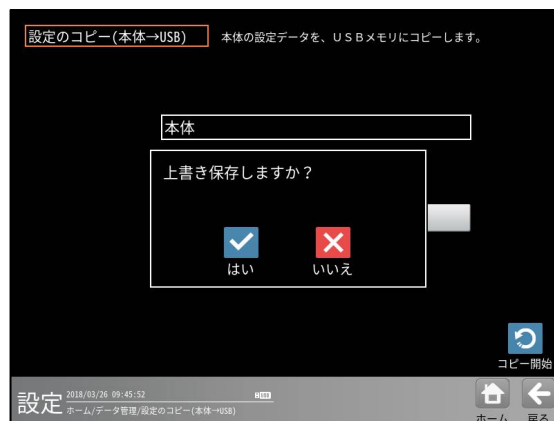 設定のコピー(本体→USB)
本体の設定データを、USBメモリにコピーします。
本体
上書き保存しますか？
はい
いいえ
コピー開始
設定
2018/03/26 09:45:52
ホーム/データ管理/設定のコピー(本体→USB)
ホーム
戻る